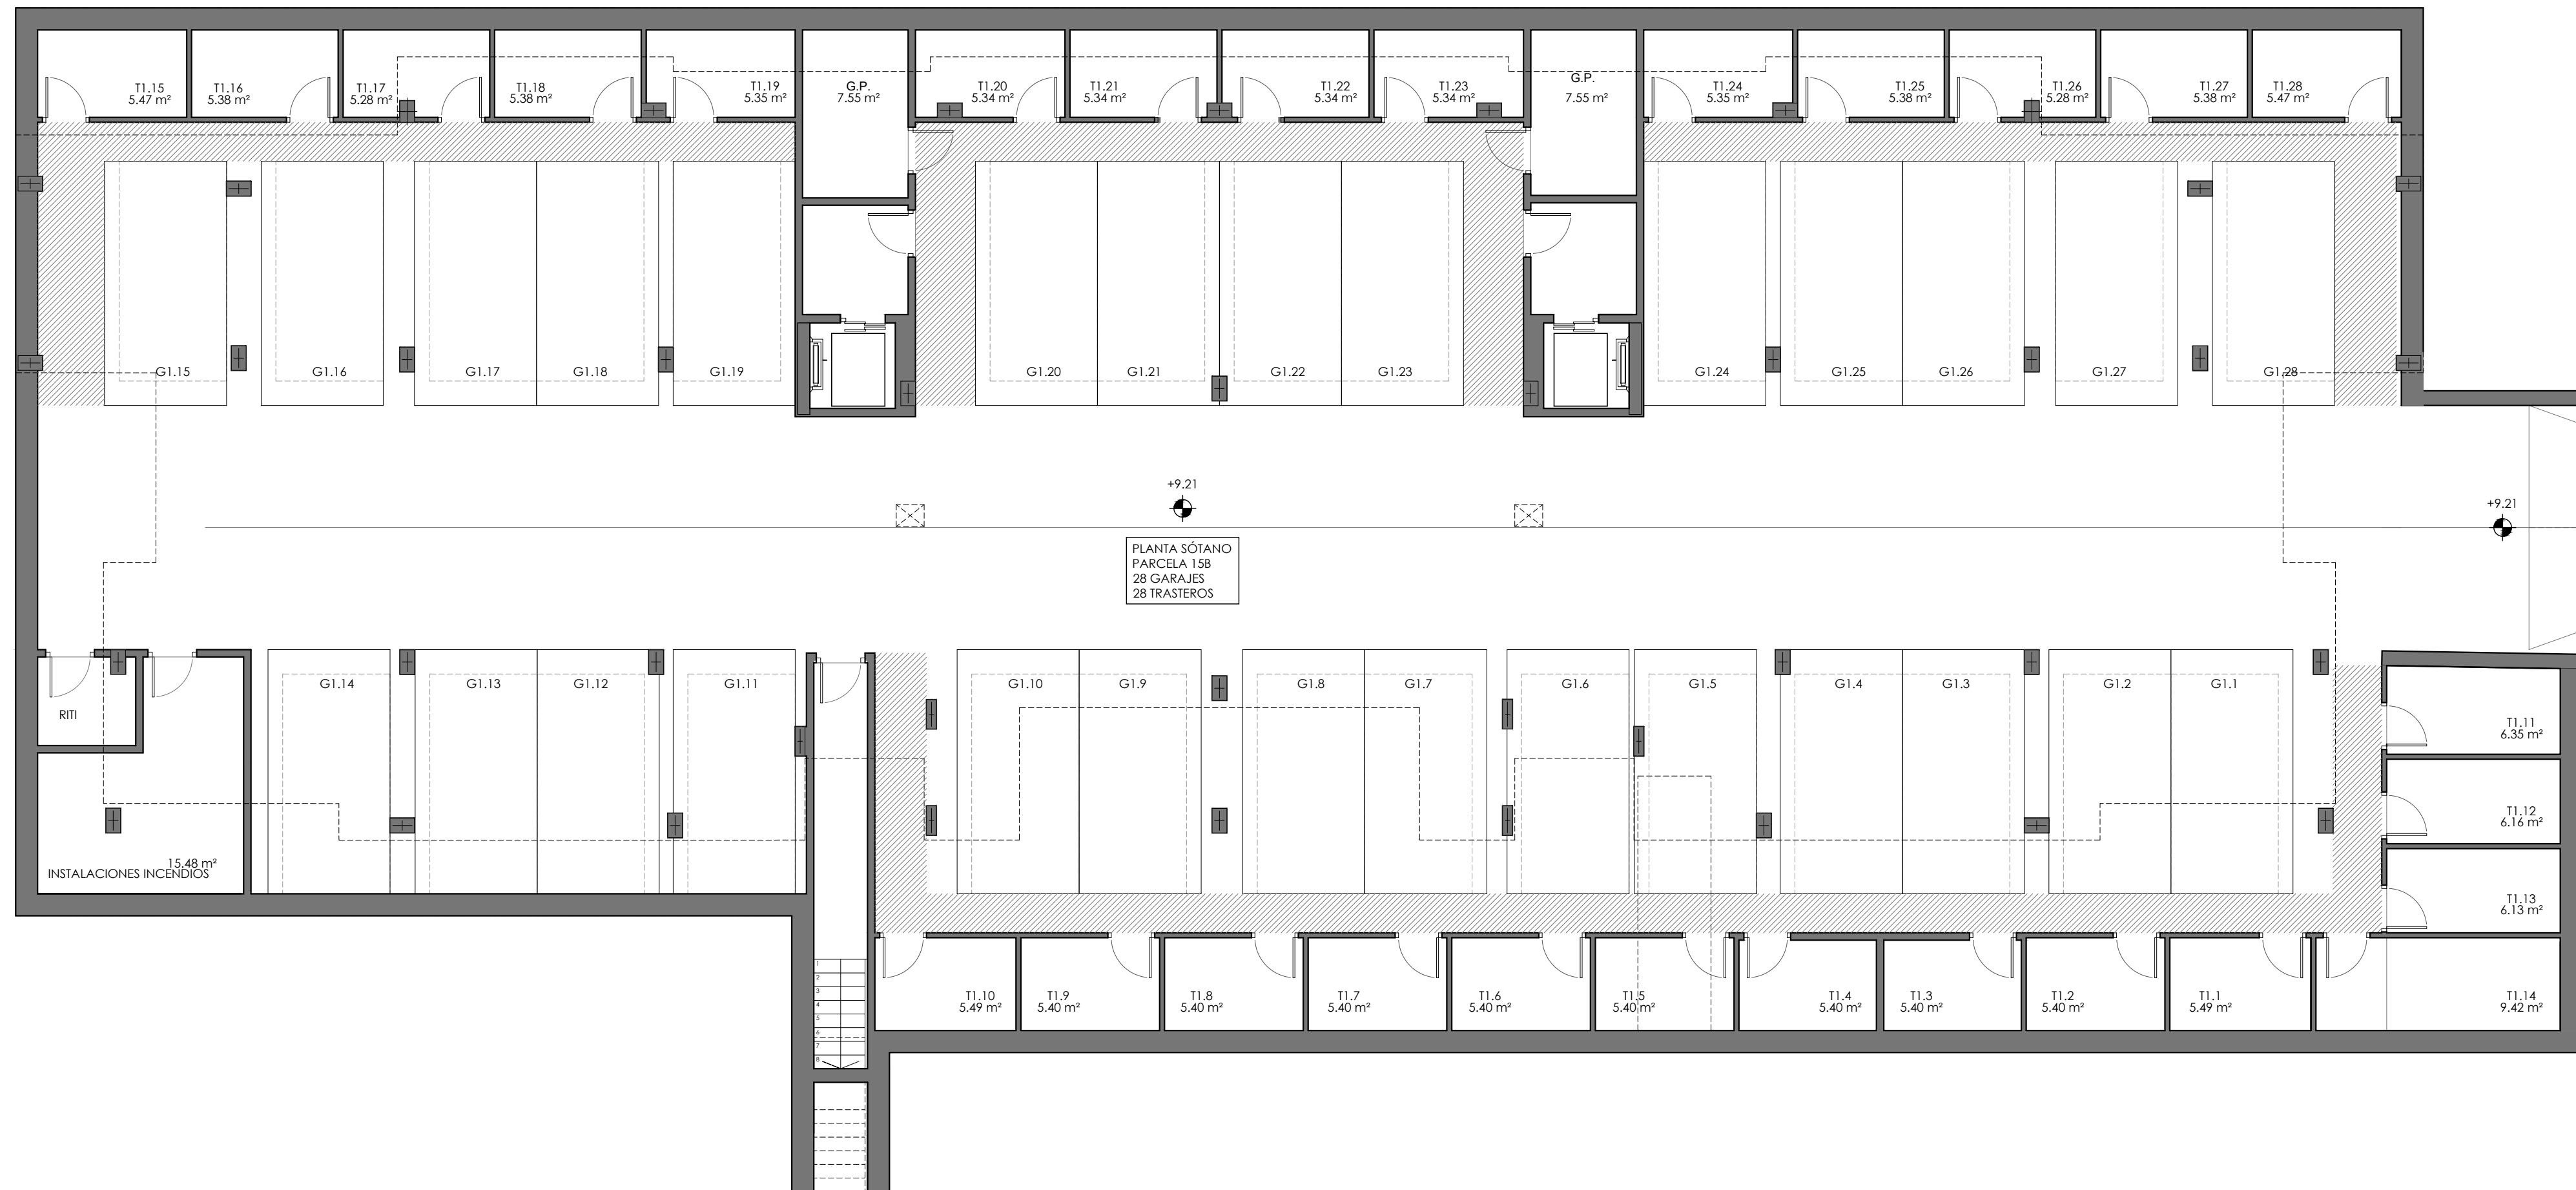 T1.15
5.47 m²
T1.16
5.38 m²
T1.17
5.28 m²
T1.18
5.38 m²
T1.19
5.35 m²
G.P.
7.55 m²
T1.20
5.34 m²
T1.21
5.34 m²
T1.22
5.34 m²
T1.23
5.34 m²
G.P.
7.55 m²
T1.24
5.35 m²
T1.25
5.38 m²
T1.26
5.28 m²
T1.27
5.38 m²
T1.28
5.47 m²
G1.15
G1.16
G1.17
G1.18
G1.19
G1.20
G1.21
G1.22
G1.23
G1.24
G1.25
G1.26
G1.27
G1.28
+9.21
+9.21
PLANTA SÓTANO
PARCELA 15B
28 GARAJES
28 TRASTEROS
G1.14
G1.13
G1.12
G1.11
G1.10
G1.9
G1.8
G1.7
G1.6
G1.5
G1.4
G1.3
G1.2
G1.1
RITI
T1.11
6.35 m²
T1.12
6.16 m²
15.48 m²
INSTALACIONES INCENDIOS
T1.13
6.13 m²
1
2
3
4
5
6
7
8
T1.10
5.49 m²
T1.9
5.40 m²
T1.8
5.40 m²
T1.7
5.40 m²
T1.6
5.40 m²
T1.5
5.40 m²
T1.4
5.40 m²
T1.3
5.40 m²
T1.2
5.40 m²
T1.1
5.49 m²
T1.14
9.42 m²